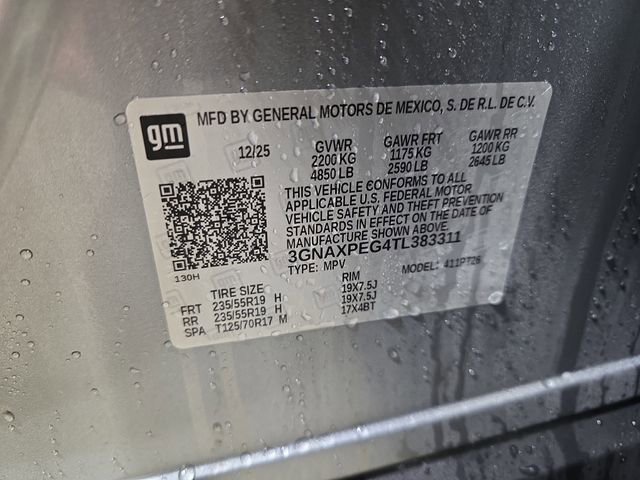 gm
MFD BY GENERAL MOTORS DE MEXICO, S. DE R.L. DE C.V.
12/25 GVWR GAWR FRT GAWR RR
2200 KG 1175 KG 1200 KG
4850 LB 2590 LB 2645 LB
THIS VEHICLE CONFORMS TO ALL
APPLICABLE U.S. FEDERAL MOTOR
VEHICLE SAFETY AND THEFT PREVENTION
STANDARDS IN EFFECT ON THE DATE OF
MANUFACTURE SHOWN ABOVE.
3GNAXPEG4TL383311
130H TYPE: MPV MODEL: 411PT26
TIRE SIZE RIM
FRT 235/55R19 H 19X7.5J
RR 235/55R19 H 19X7.5J
SPA T125/70R17 M 17X4BT